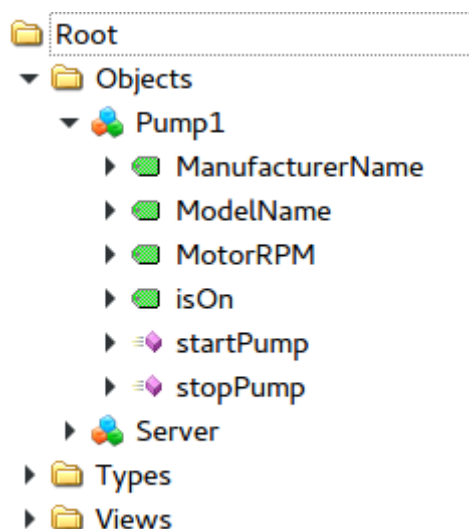 Root
Objects
Pump1
ManufacturerName
ModelName
MotorRPM
isOn
startPump
stopPump
Server
Types
Views